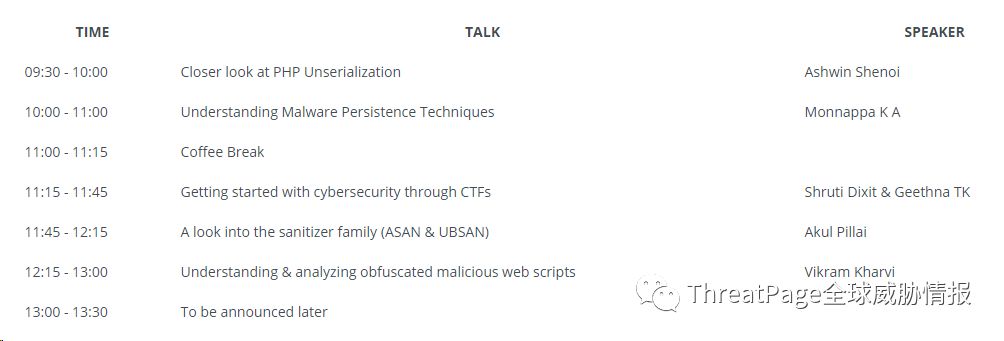 TIME TALK SPEAKER
09:30 - 10:00 Closer look at PHP Unserialization Ashwin Shenoi
10:00 - 11:00 Understanding Malware Persistence Techniques Monnappa K A
11:00 - 11:15 Coffee Break
11:15 - 11:45 Getting started with cybersecurity through CTFs Shruti Dixit & Geethna TK
11:45 - 12:15 A look into the sanitizer family (ASAN & UBSAN) Akul Pillai
12:15 - 13:00 Understanding & analyzing obfuscated malicious web scripts Vikram Kharvi
ThreatPage全球威胁情报
13:00 - 13:30 To be announced later